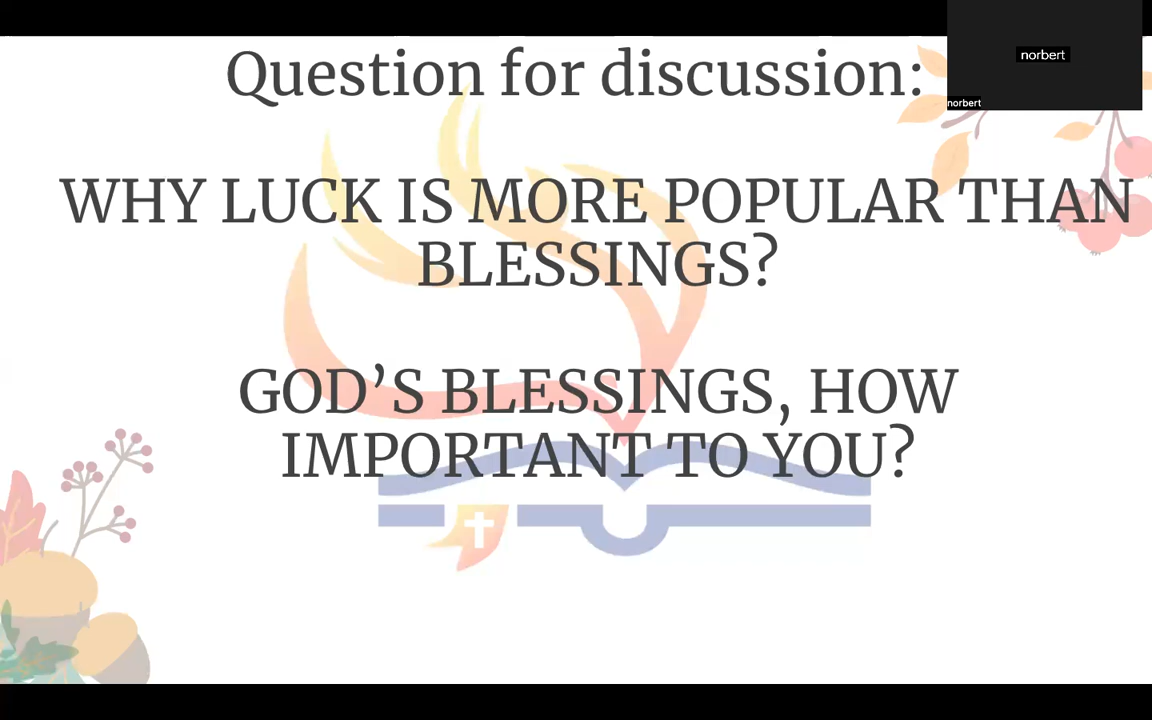 Question for discussion:
norbert
norbert
WHY LUCK IS MORE POPULAR THAN
BLESSINGS?
GOD’S BLESSINGS, HOW
IMPORTANT TO YOU?